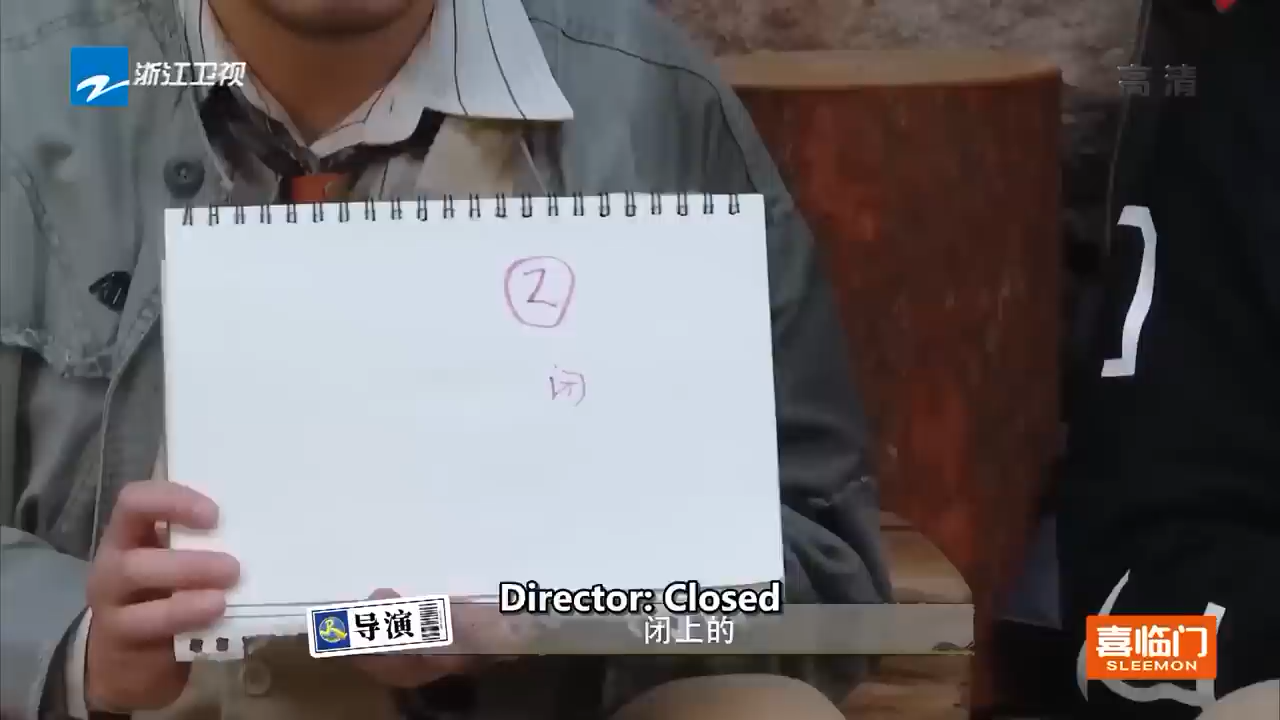 浙江卫视
高清
2
闭
Director: Closed
导演
闭上的
喜临门
SLEEMON